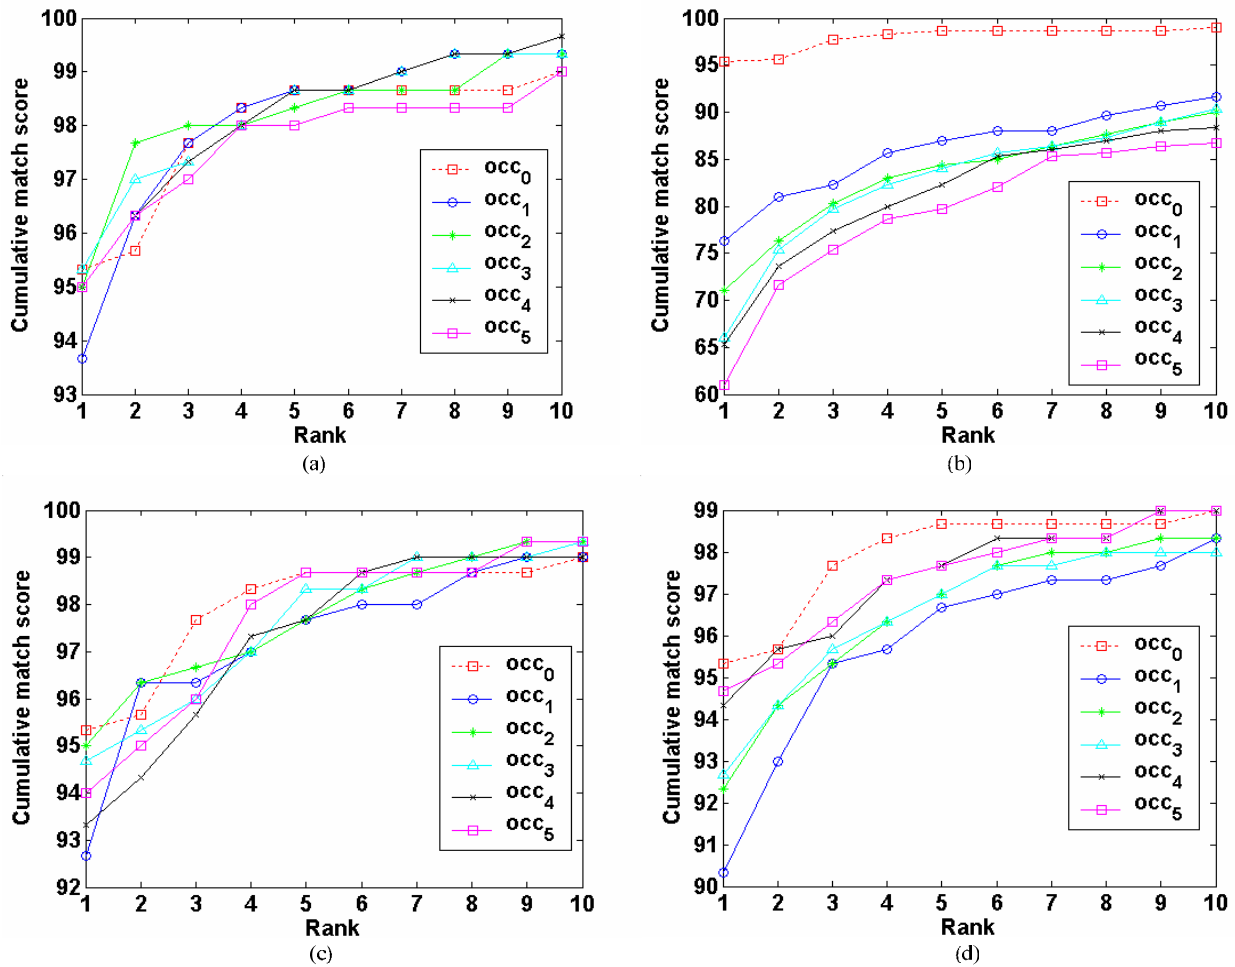 100
99
98
97
96
95
94
93
Cumulative match score
1 2 3 4 5 6 7 8 9 10
Rank
occ0
occ1
occ2
occ3
occ4
occ5
(a)
100
95
90
85
80
75
70
65
60
Cumulative match score
1 2 3 4 5 6 7 8 9 10
Rank
occ0
occ1
occ2
occ3
occ4
occ5
(b)
100
99
98
97
96
95
94
93
92
Cumulative match score
1 2 3 4 5 6 7 8 9 10
Rank
occ0
occ1
occ2
occ3
occ4
occ5
(c)
99
98
97
96
95
94
93
92
91
90
Cumulative match score
1 2 3 4 5 6 7 8 9 10
Rank
occ0
occ1
occ2
occ3
occ4
occ5
(d)